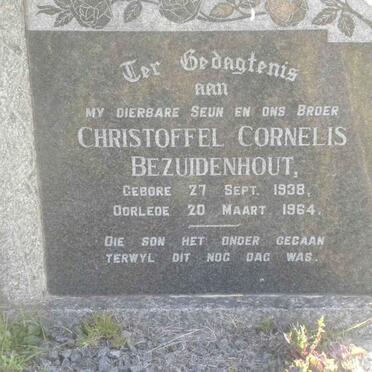 Ter Gedagtenis
aan
MY DIERBARE SEUN EN ONS BROER
CHRISTOFFEL CORNELIS
BEZUIDENHOUT,
GEBORE 27 SEPT. 1938,
OORLEDE 20 MAART 1964.
DIE SON HET ONDER GEGAAN
TERWYL DIT NOG DAG WAS.